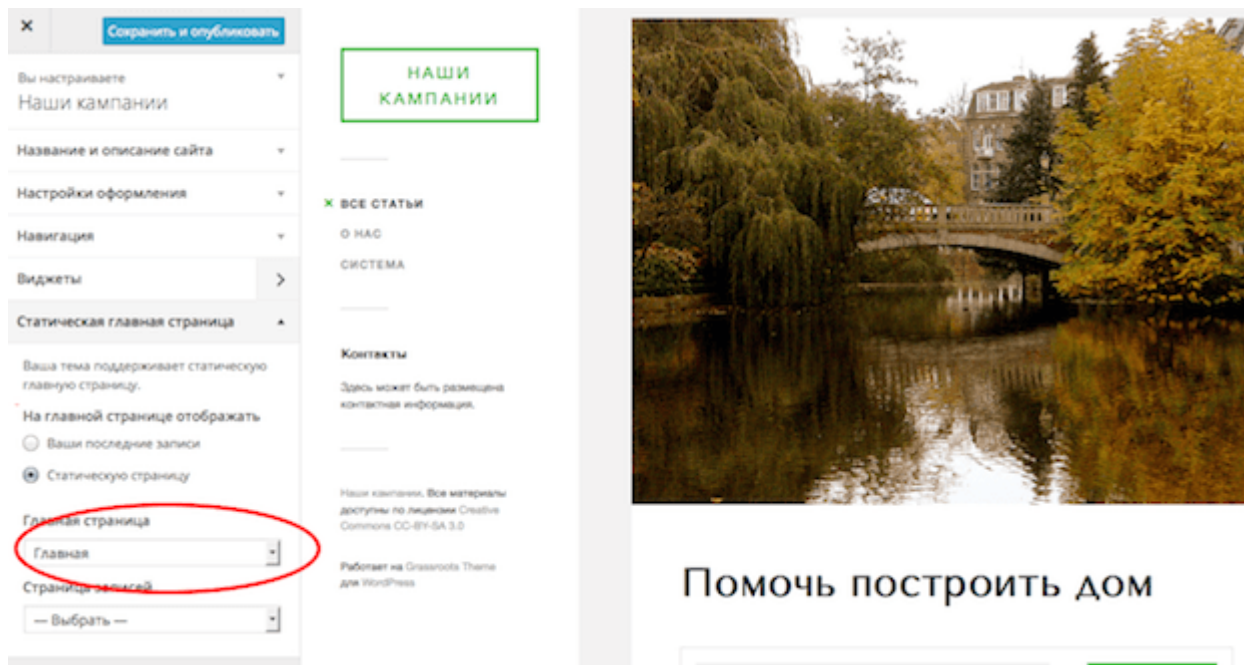 ×
Сохранить и опубликовать
Вы настраиваете
Наши кампании
Название и описание сайта
Настройки оформления
Навигация
Виджеты
Статическая главная страница
Ваша тема поддерживает статическую
главную страницу.
На главной странице отображать
Ваши последние записи
Статическую страницу
Главная страница
Главная
Страница записей
— Выбрать —
НАШИ
КАМПАНИИ
× ВСЕ СТАТЬИ
О НАС
СИСТЕМА
Контакты
Здесь может быть размещена
контактная информация.
Наши кампании. Все материалы
доступны по лицензии Creative
Commons CC-BY-SA 3.0
Работает на Grassroots Theme
для WordPress
Помочь построить дом